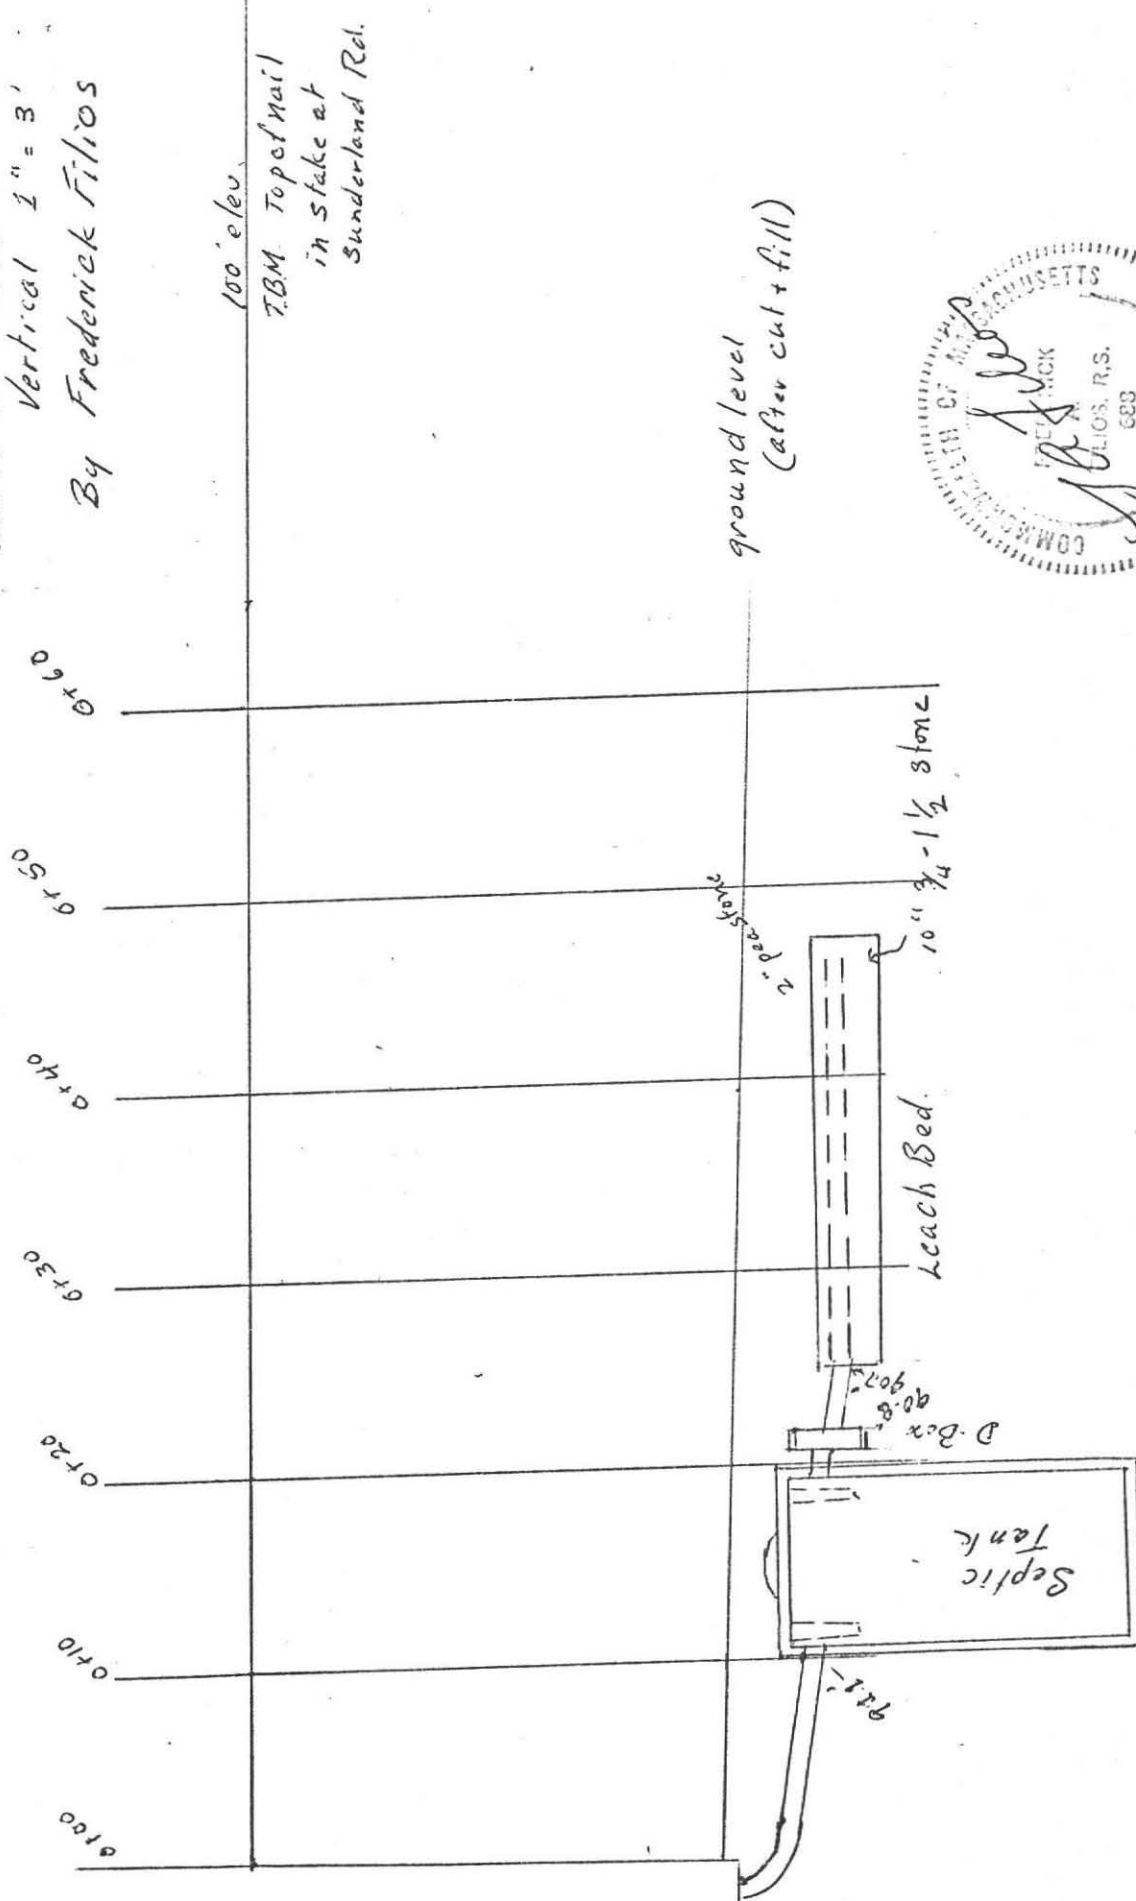 Vertical 1" = 3'
By Frederick Filios
100' elev.
T.B.M. Top of nail
in stake at
Sunderland Rd.
0+00
0+10
0+20
0+30
0+40
0+50
0+60
ground level
(after cut + fill)
2" pea stone
10" 3/4 - 1 1/2 stone
Leach Bed.
90.8'
D-Box
Septic
Tank
COMMONWEALTH OF MASSACHUSETTS
A.
FILIOS, R.S.
688